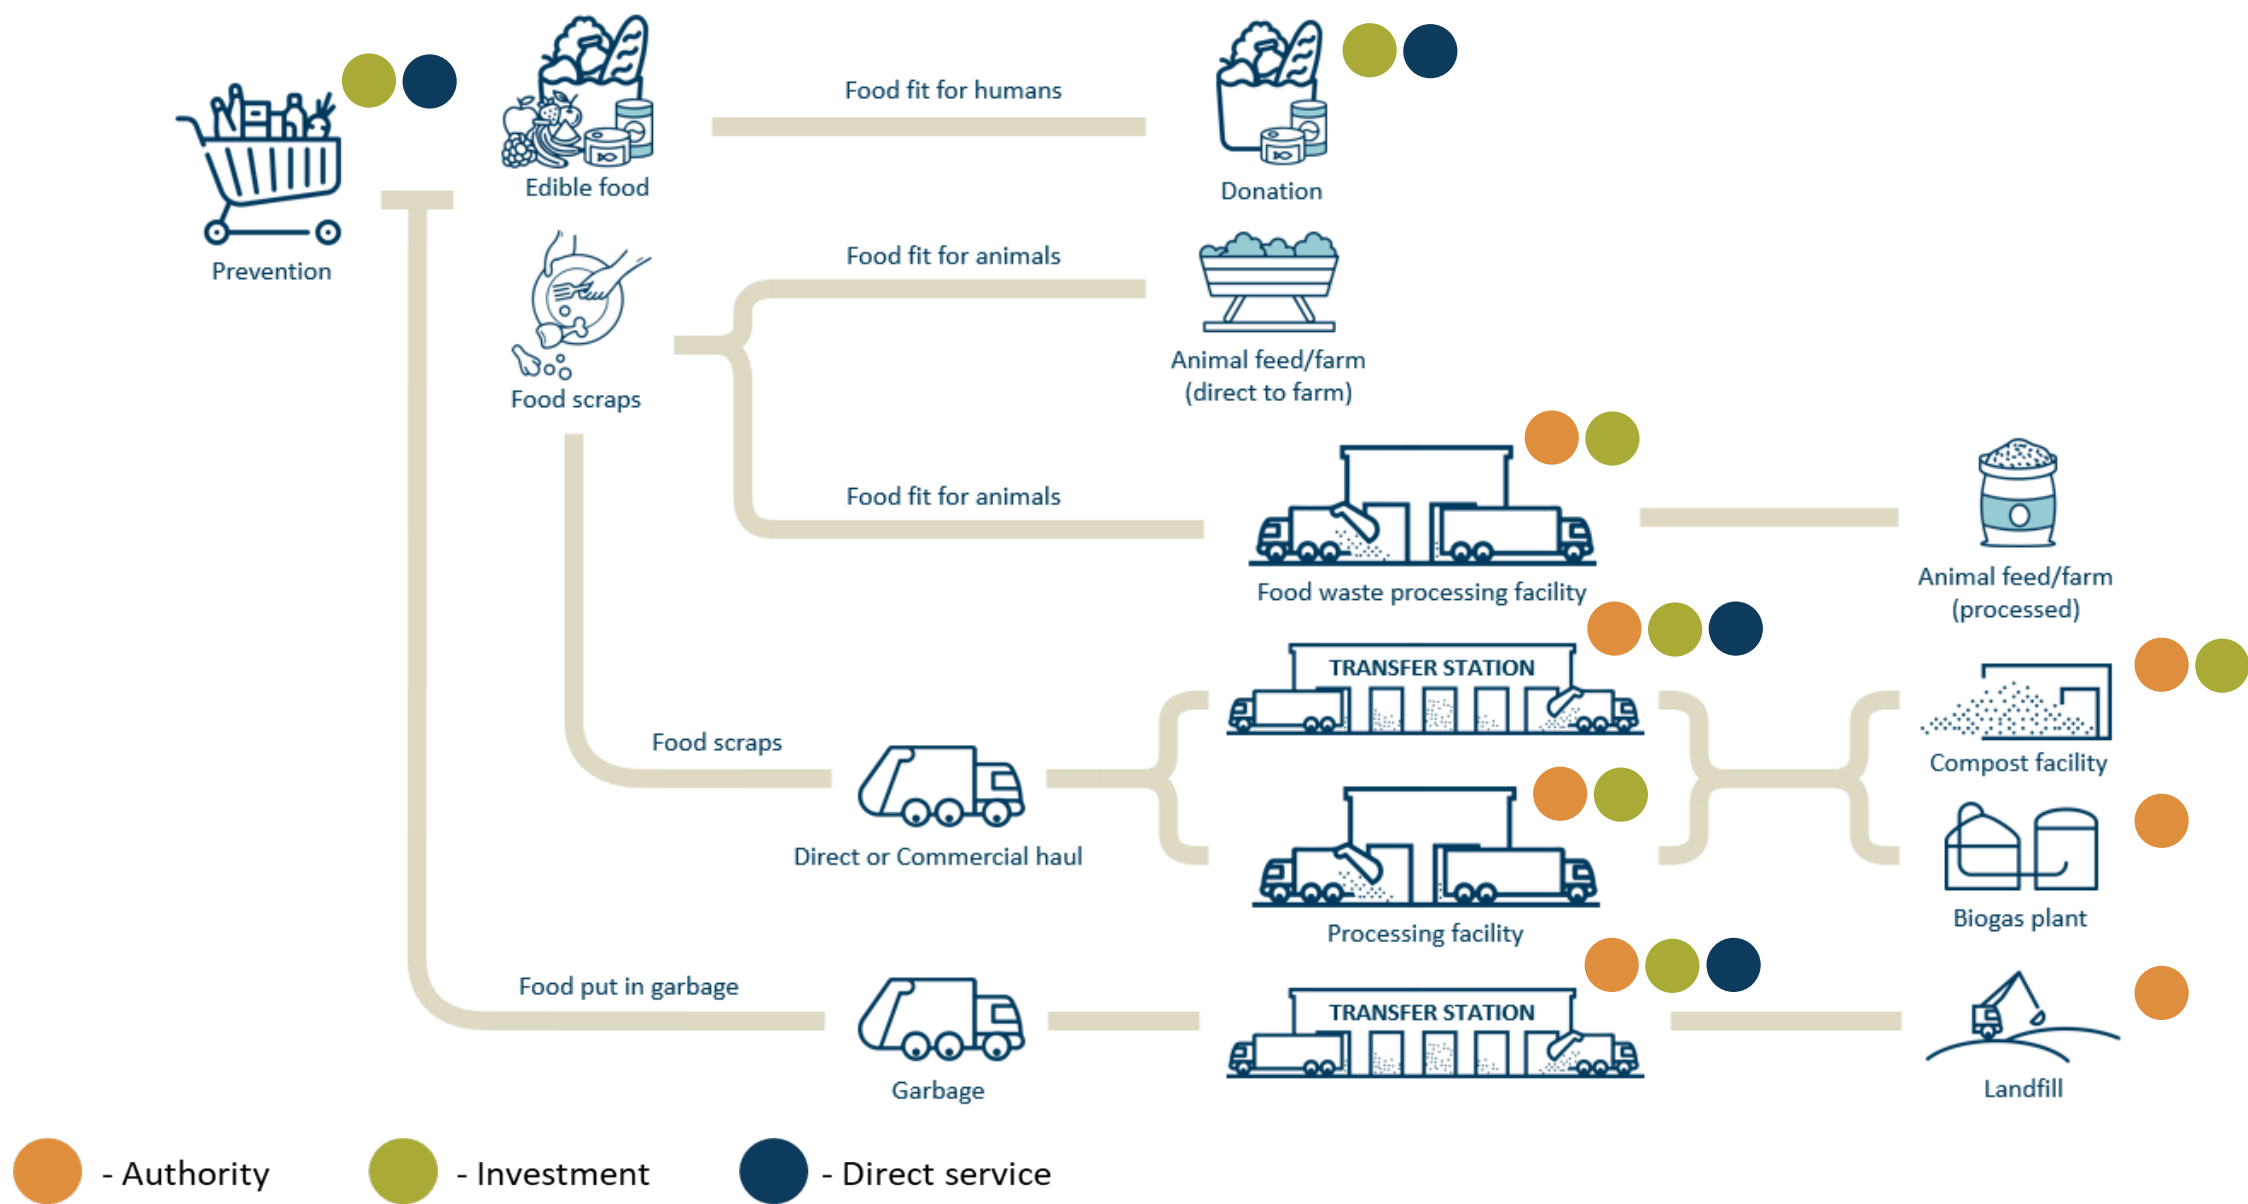 Prevention
Edible food
Food fit for humans
Donation
Food scraps
Food fit for animals
Animal feed/farm
(direct to farm)
Food fit for animals
Food waste processing facility
Animal feed/farm
(processed)
Food scraps
Direct or Commercial haul
TRANSFER STATION
Processing facility
Compost facility
Biogas plant
Food put in garbage
Garbage
TRANSFER STATION
Landfill
- Authority
- Investment
- Direct service